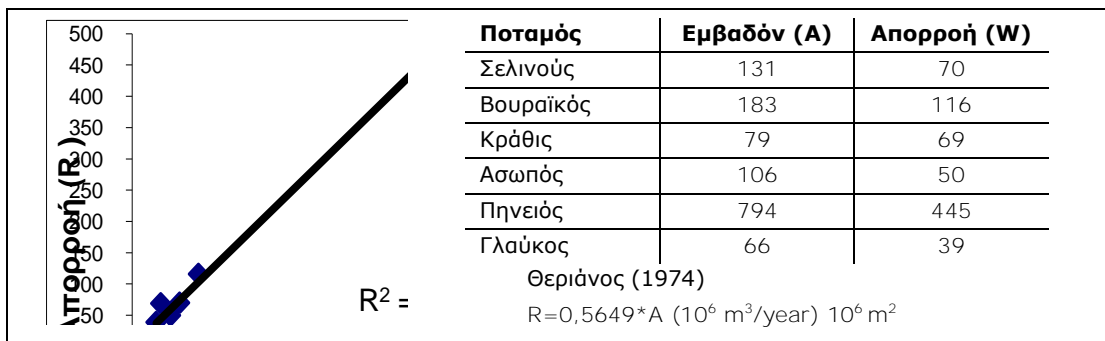 500
450
400
350
300
250
200
150
100
50
Απορροή (R)
R² =
Ποταμός Εμβαδόν (A) Απορροή (W)
Σελινούς 131 70
Βουραϊκός 183 116
Κράθις 79 69
Ασωπός 106 50
Πηνειός 794 445
Γλαύκος 66 39
Θεριάνος (1974)
R=0,5649*A (10⁶ m³/year) 10⁶ m²